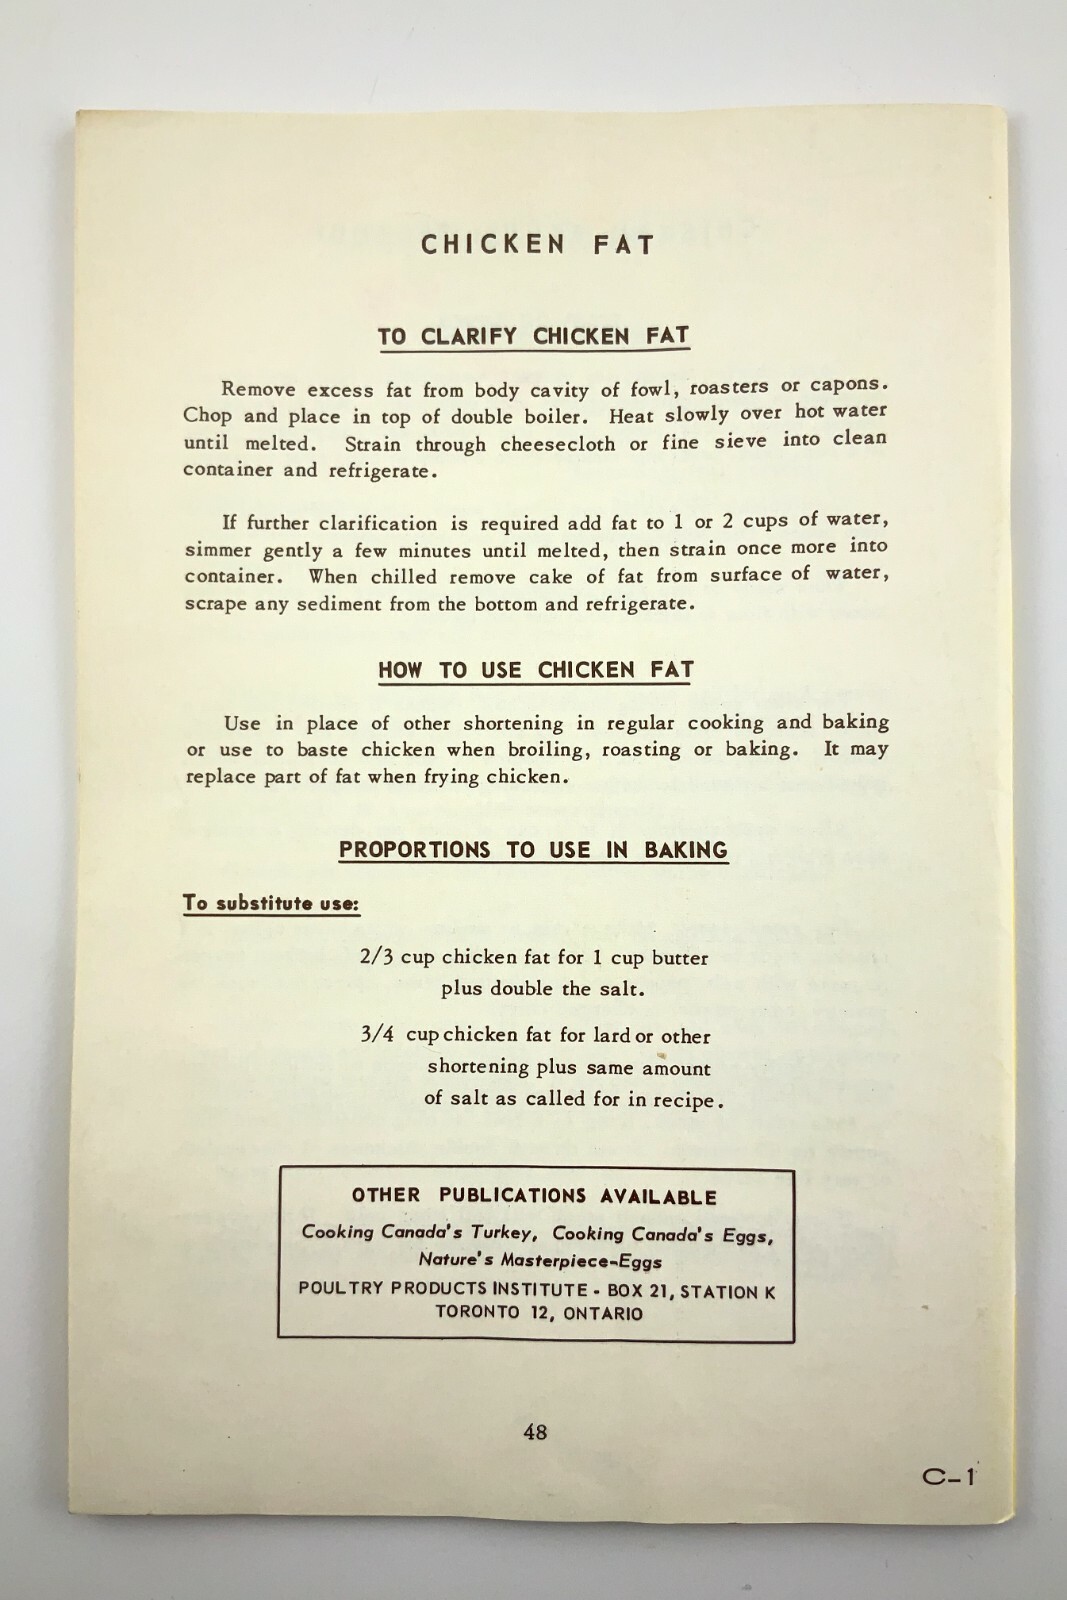 CHICKEN FAT
TO CLARIFY CHICKEN FAT
Remove excess fat from body cavity of fowl, roasters or capons.
Chop and place in top of double boiler. Heat slowly over hot water
until melted. Strain through cheesecloth or fine sieve into clean
container and refrigerate.
If further clarification is required add fat to 1 or 2 cups of water,
simmer gently a few minutes until melted, then strain once more into
container. When chilled remove cake of fat from surface of water,
scrape any sediment from the bottom and refrigerate.
HOW TO USE CHICKEN FAT
Use in place of other shortening in regular cooking and baking
or use to baste chicken when broiling, roasting or baking. It may
replace part of fat when frying chicken.
PROPORTIONS TO USE IN BAKING
To substitute use:
2/3 cup chicken fat for 1 cup butter
plus double the salt.
3/4 cup chicken fat for lard or other
shortening plus same amount
of salt as called for in recipe.
OTHER PUBLICATIONS AVAILABLE
Cooking Canada's Turkey, Cooking Canada's Eggs,
Nature's Masterpiece-Eggs
POULTRY PRODUCTS INSTITUTE - BOX 21, STATION K
TORONTO 12, ONTARIO
48
C-1